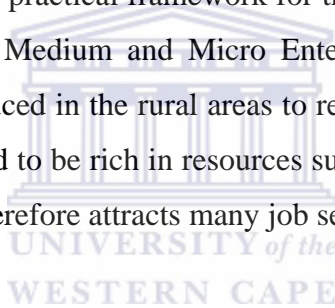 practical framework for th
Medium and Micro Ente
ced in the rural areas to re
d to be rich in resources su
erefore attracts many job se
UNIVERSITY of the
WESTERN CAPE